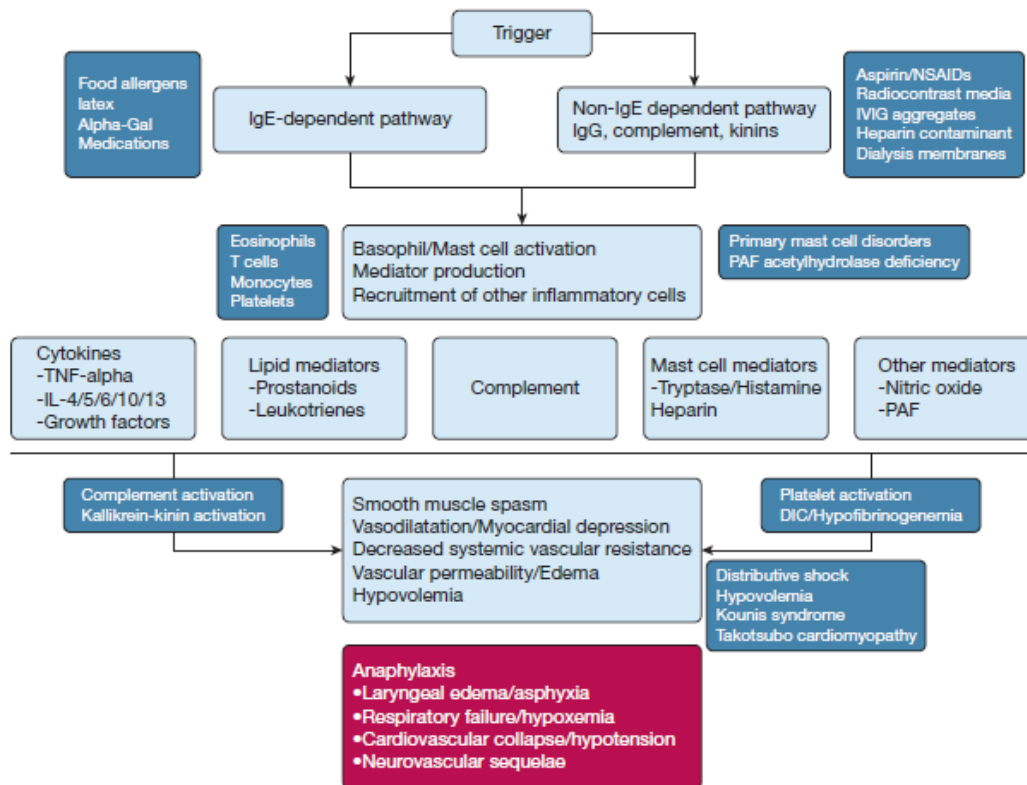 Trigger
Food allergens
latex
Alpha-Gal
Medications
IgE-dependent pathway
Non-IgE dependent pathway
IgG, complement, kinins
Aspirin/NSAIDs
Radiocontrast media
IVIG aggregates
Heparin contaminant
Dialysis membranes
Eosinophils
T cells
Monocytes
Platelets
Basophil/Mast cell activation
Mediator production
Recruitment of other inflammatory cells
Primary mast cell disorders
PAF acetylhydrolase deficiency
Cytokines
-TNF-alpha
-IL-4/5/6/10/13
-Growth factors
Lipid mediators
-Prostanoids
-Leukotrienes
Complement
Mast cell mediators
-Tryptase/Histamine
Heparin
Other mediators
-Nitric oxide
-PAF
Complement activation
Kallikrein-kinin activation
Smooth muscle spasm
Vasodilatation/Myocardial depression
Decreased systemic vascular resistance
Vascular permeability/Edema
Hypovolemia
Platelet activation
DIC/Hypofibrinogenemia
Distributive shock
Hypovolemia
Kounis syndrome
Takotsubo cardiomyopathy
Anaphylaxis
•Laryngeal edema/asphyxia
•Respiratory failure/hypoxemia
•Cardiovascular collapse/hypotension
•Neurovascular sequelae